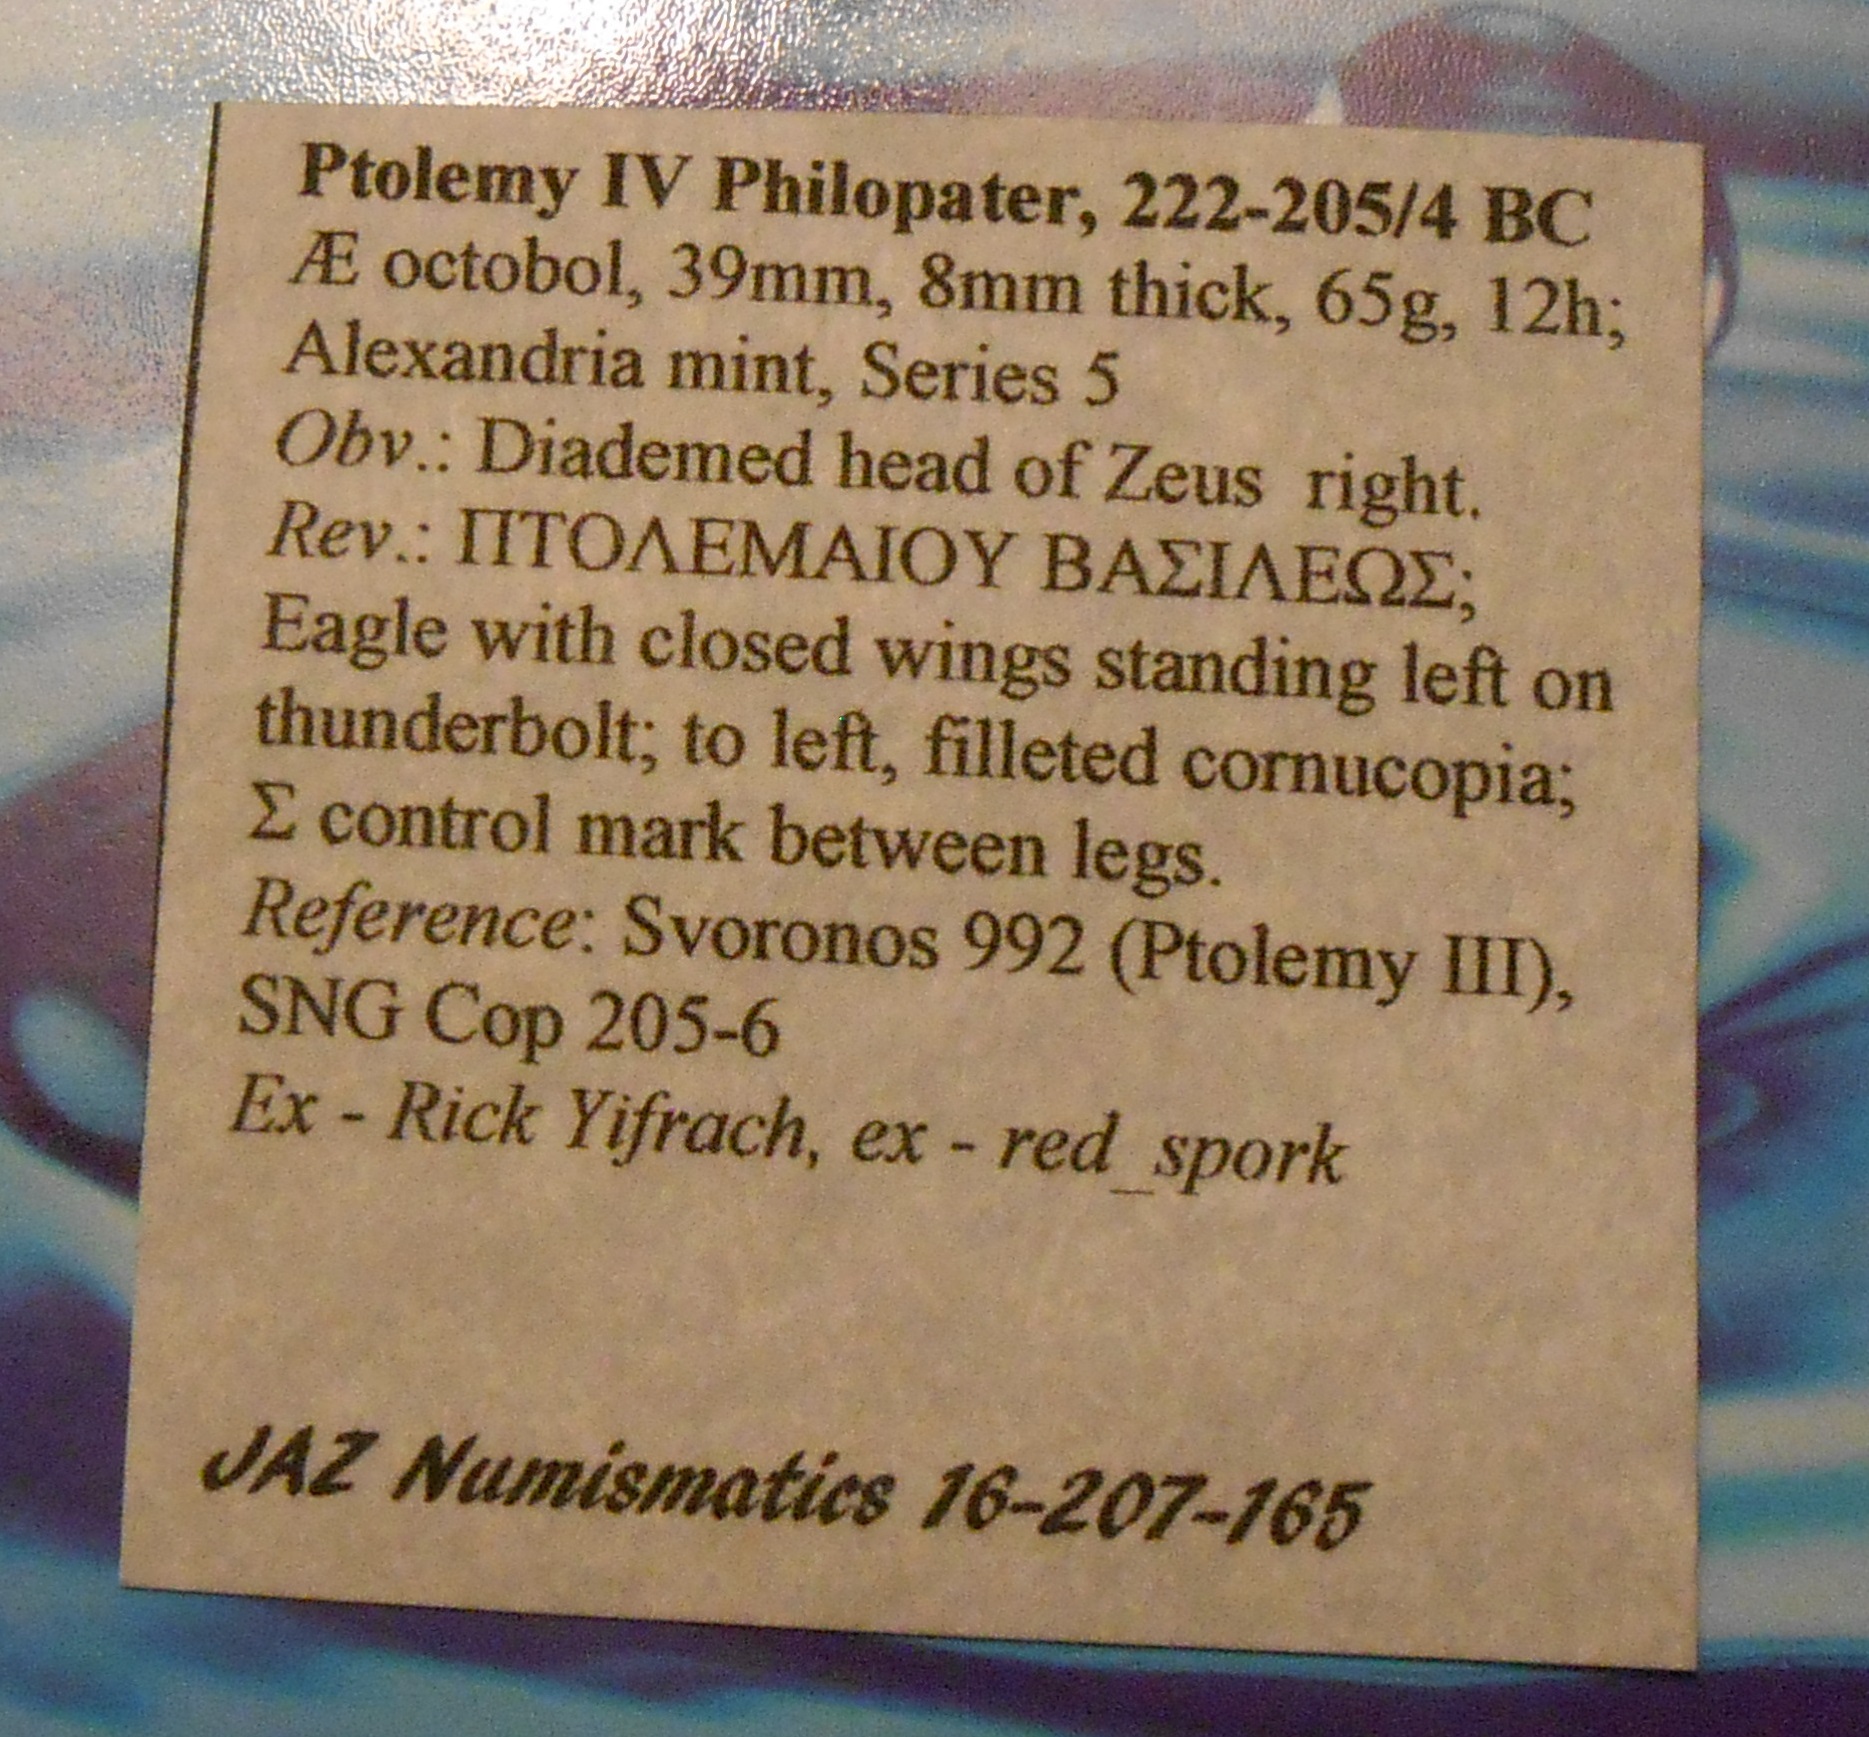 Ptolemy IV Philopater, 222-205/4 BC
Æ octobol, 39mm, 8mm thick, 65g, 12h;
Alexandria mint, Series 5
Obv.: Diademed head of Zeus right.
Rev.: ΠΤΟΛΕΜΑΙΟΥ ΒΑΣΙΛΕΩΣ;
Eagle with closed wings standing left on
thunderbolt; to left, filleted cornucopia;
Σ control mark between legs.
Reference: Svoronos 992 (Ptolemy III),
SNG Cop 205-6
Ex - Rick Yifrach, ex - red_spork
JAZ Numismatics 16-207-165